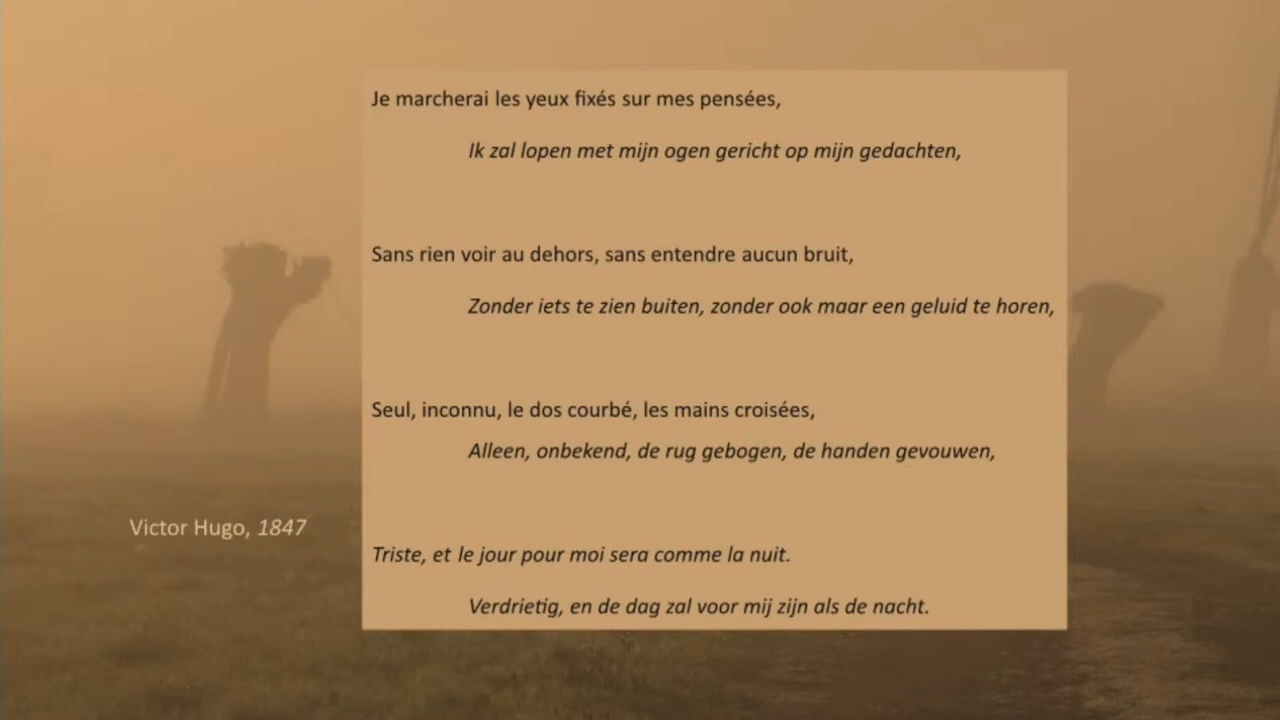 Je marcherai les yeux fixés sur mes pensées,
Ik zal lopen met mijn ogen gericht op mijn gedachten,
Sans rien voir au dehors, sans entendre aucun bruit,
Zonder iets te zien buiten, zonder ook maar een geluid te horen,
Seul, inconnu, le dos courbé, les mains croisées,
Alleen, onbekend, de rug gebogen, de handen gevouwen,
Victor Hugo, 1847
Triste, et le jour pour moi sera comme la nuit.
Verdrietig, en de dag zal voor mij zijn als de nacht.